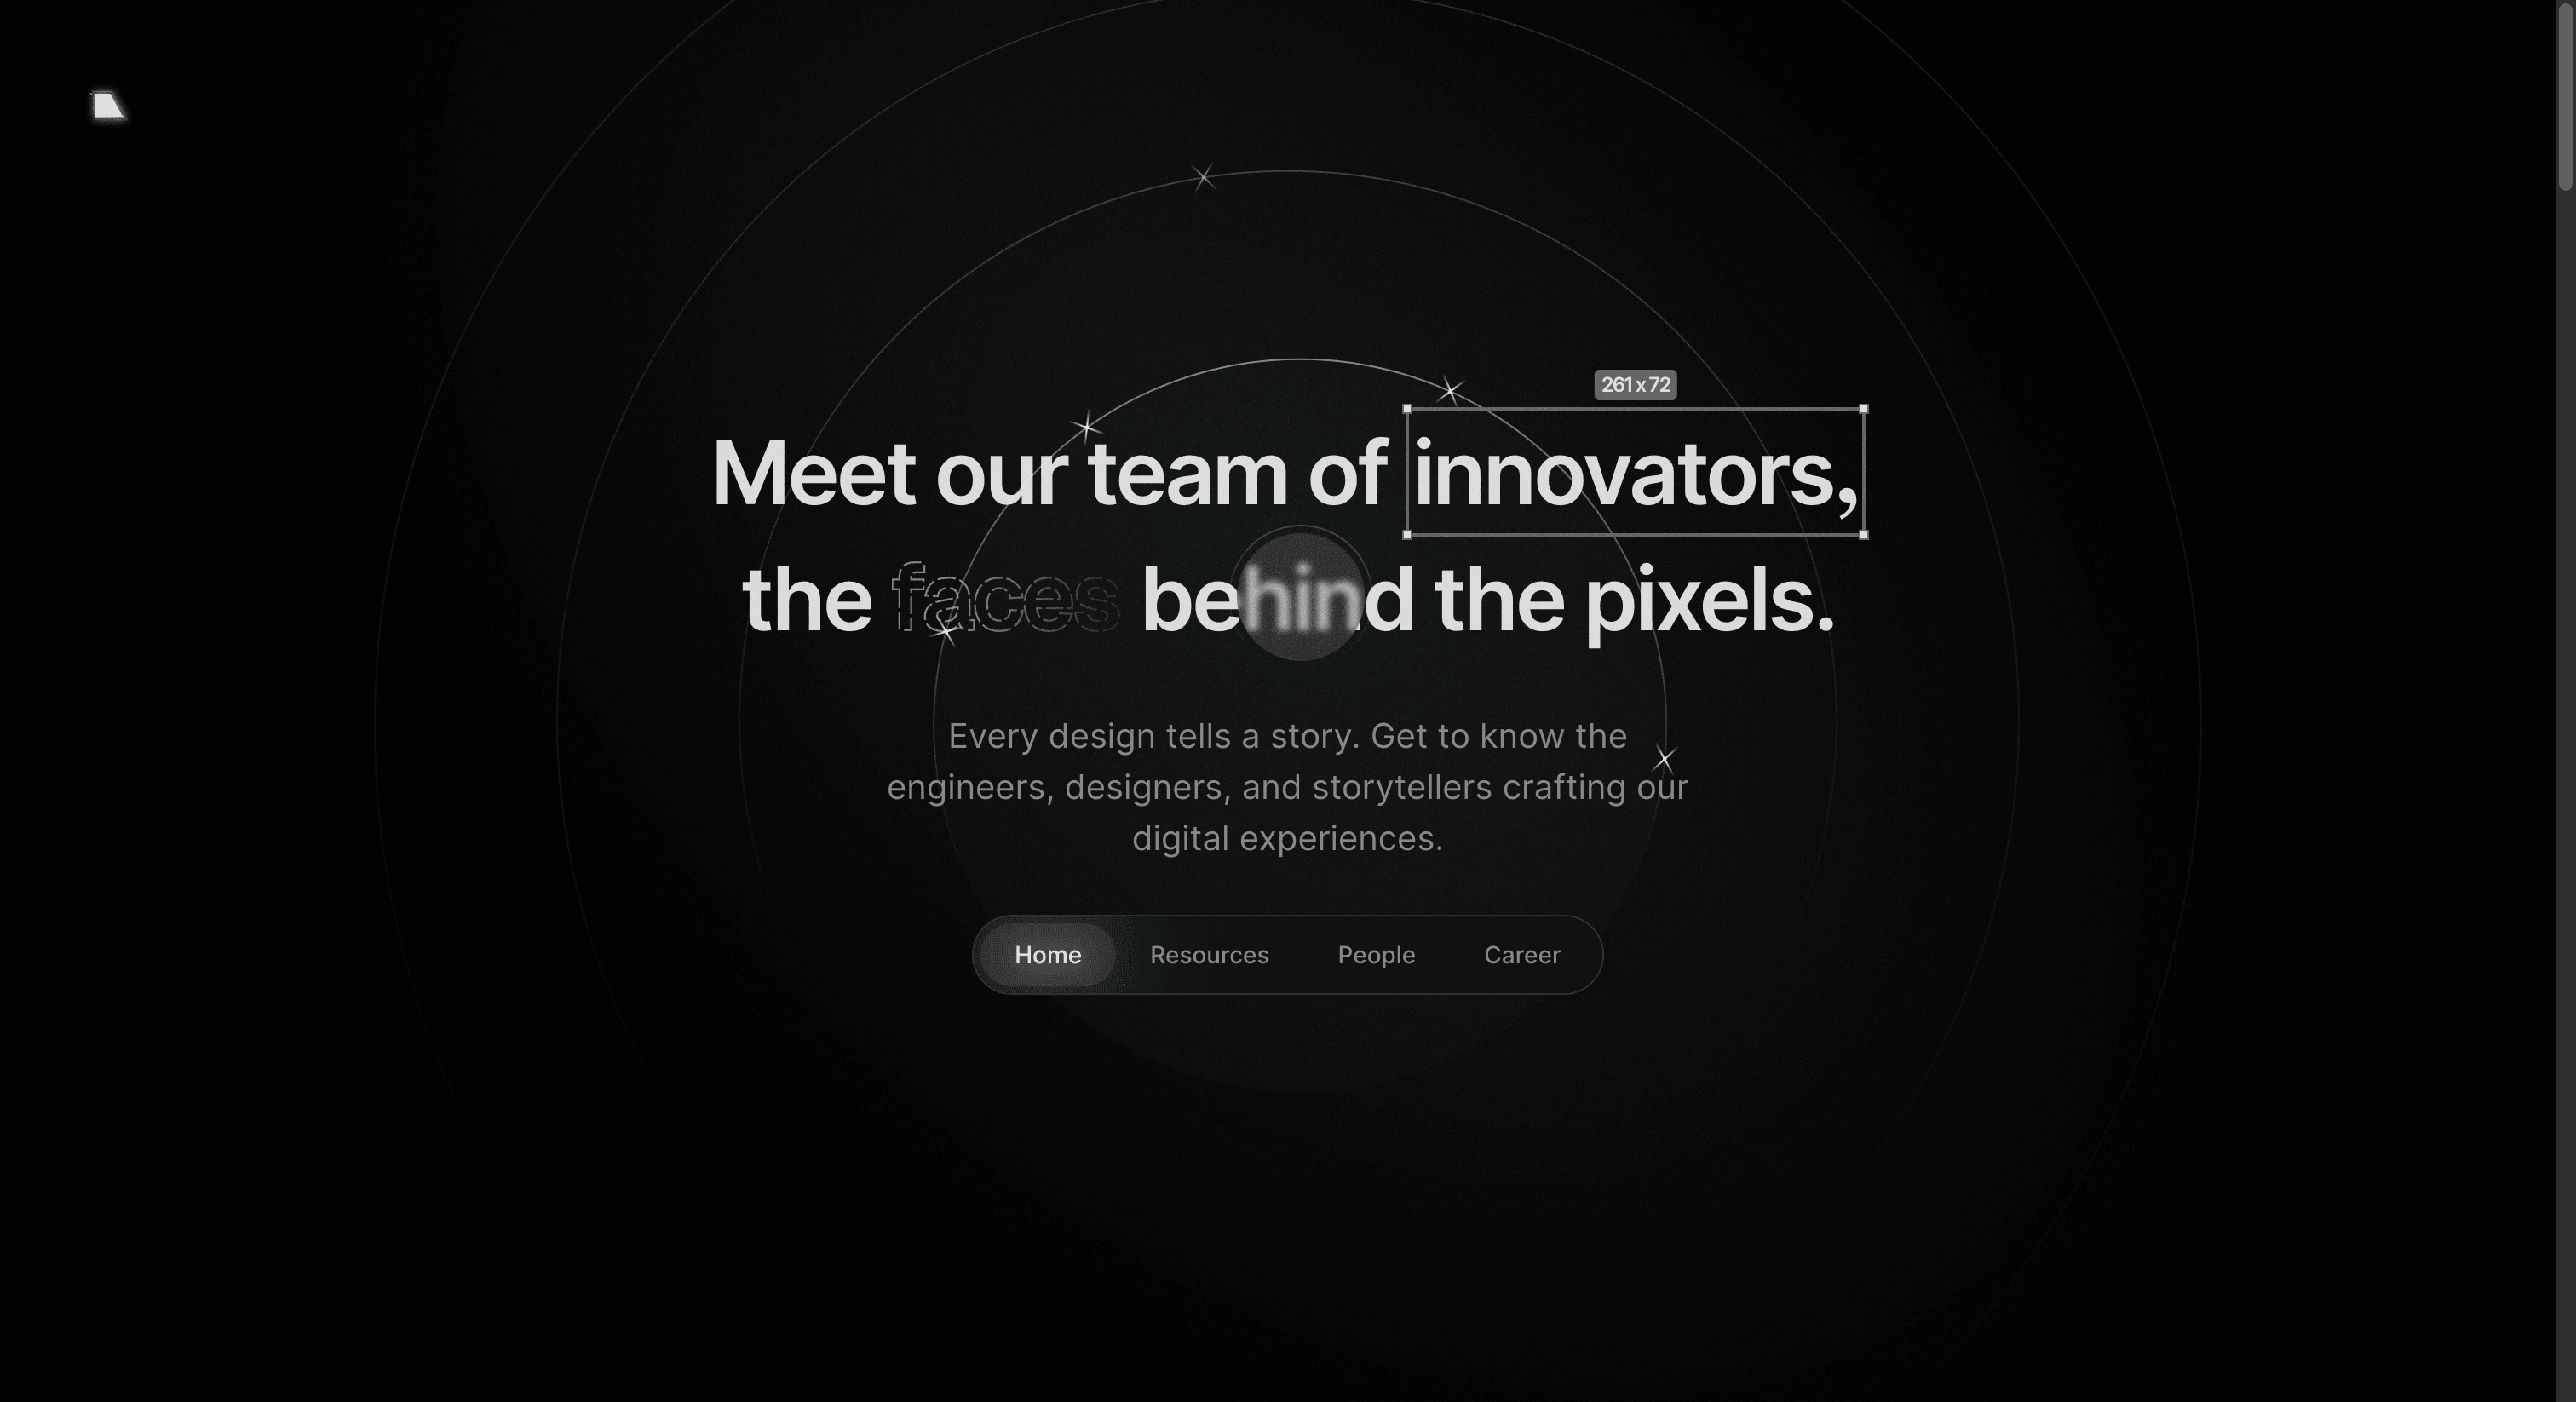 261 x 72
Meet our team of innovators,
the faces behind the pixels.
Every design tells a story. Get to know the
engineers, designers, and storytellers crafting our
digital experiences.
Home Resources People Career